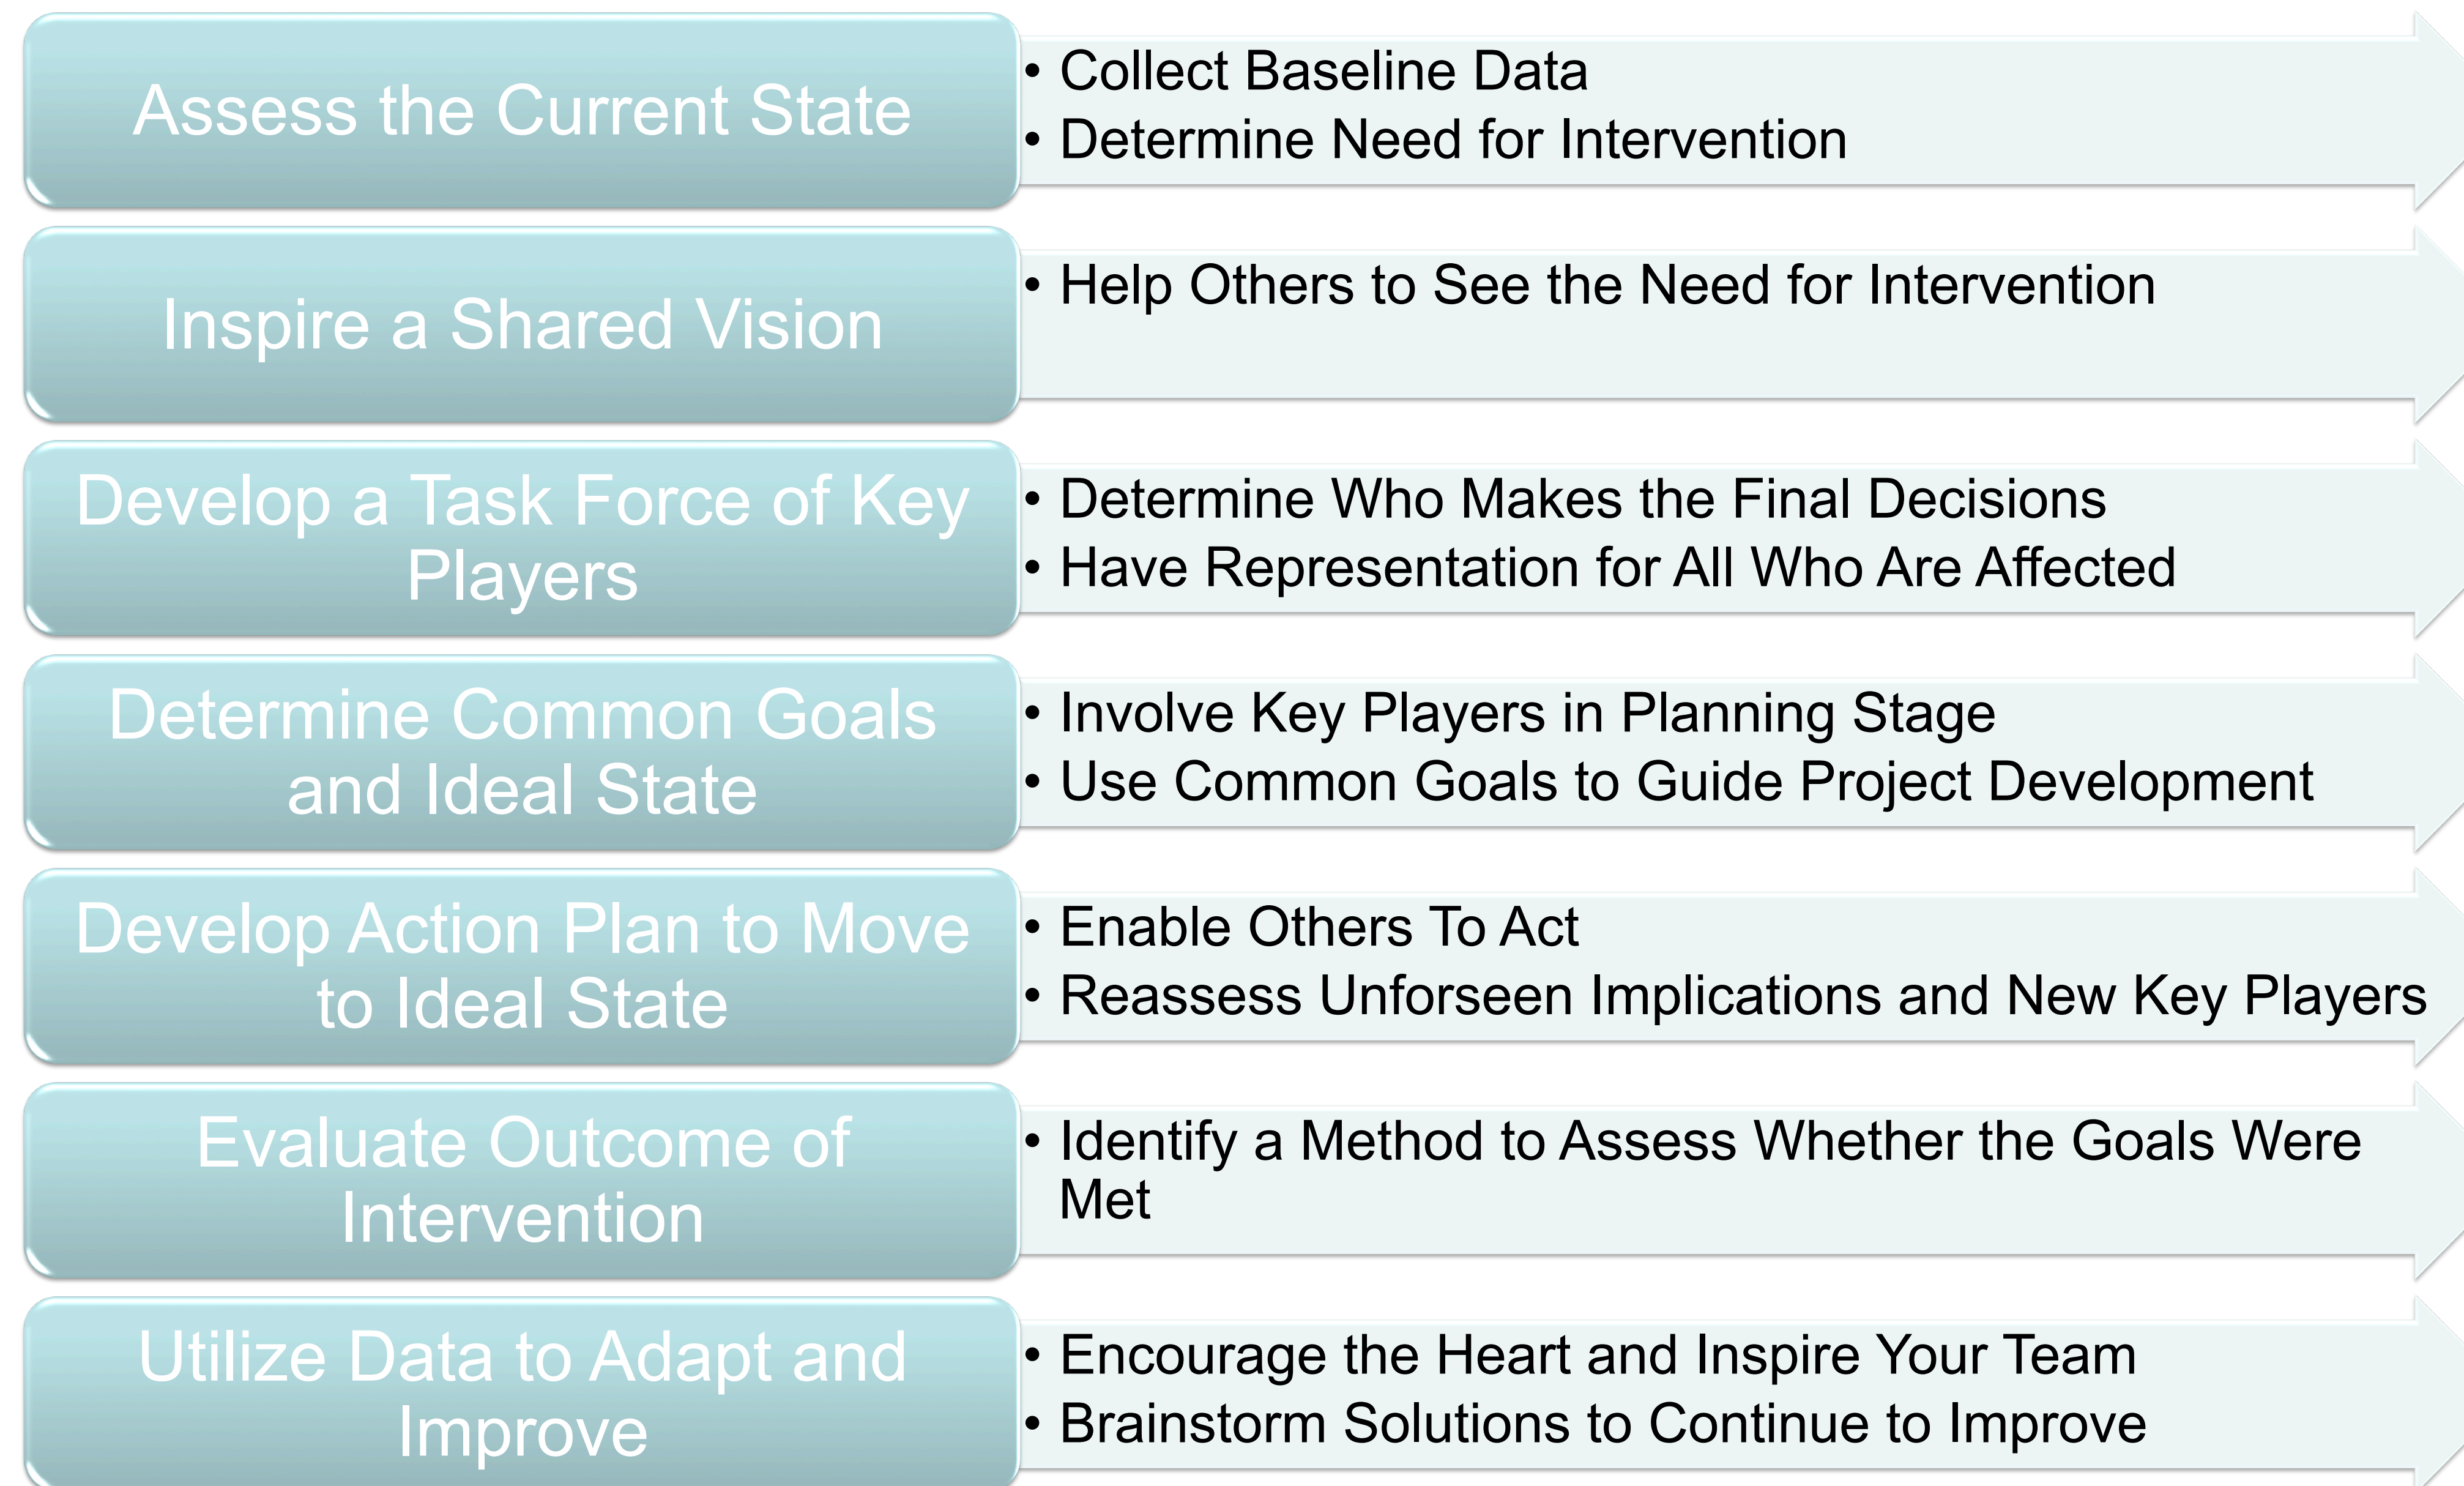 Assess the Current State
• Collect Baseline Data
• Determine Need for Intervention
Inspire a Shared Vision
• Help Others to See the Need for Intervention
Develop a Task Force of Key
Players
• Determine Who Makes the Final Decisions
• Have Representation for All Who Are Affected
Determine Common Goals
and Ideal State
• Involve Key Players in Planning Stage
• Use Common Goals to Guide Project Development
Develop Action Plan to Move
to Ideal State
• Enable Others To Act
• Reassess Unforseen Implications and New Key Players
Evaluate Outcome of
Intervention
• Identify a Method to Assess Whether the Goals Were
Met
Utilize Data to Adapt and
Improve
• Encourage the Heart and Inspire Your Team
• Brainstorm Solutions to Continue to Improve